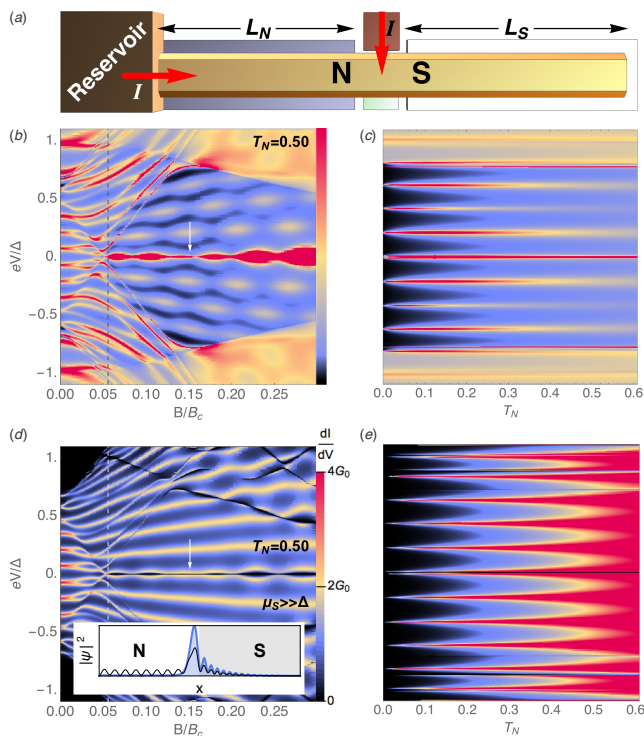 (a)
Reservoir
I
L_N
I
L_S
N S
(b)
T_N=0.50
(c)
eV/Δ
1.
0.5
0.
−0.5
−1.
0.00 0.05 0.10 0.15 0.20 0.25
B/B_c
0.0 0.1 0.2 0.3 0.4 0.5 0.6
T_N
(d)
dI
dV
(e)
eV/Δ
1.
0.5
0.
−0.5
−1.
4G_0
2G_0
0
T_N=0.50
μ_S>>Δ
|ψ|^2
N S
x
0.00 0.05 0.10 0.15 0.20 0.25
B/B_c
0.0 0.1 0.2 0.3 0.4 0.5 0.6
T_N